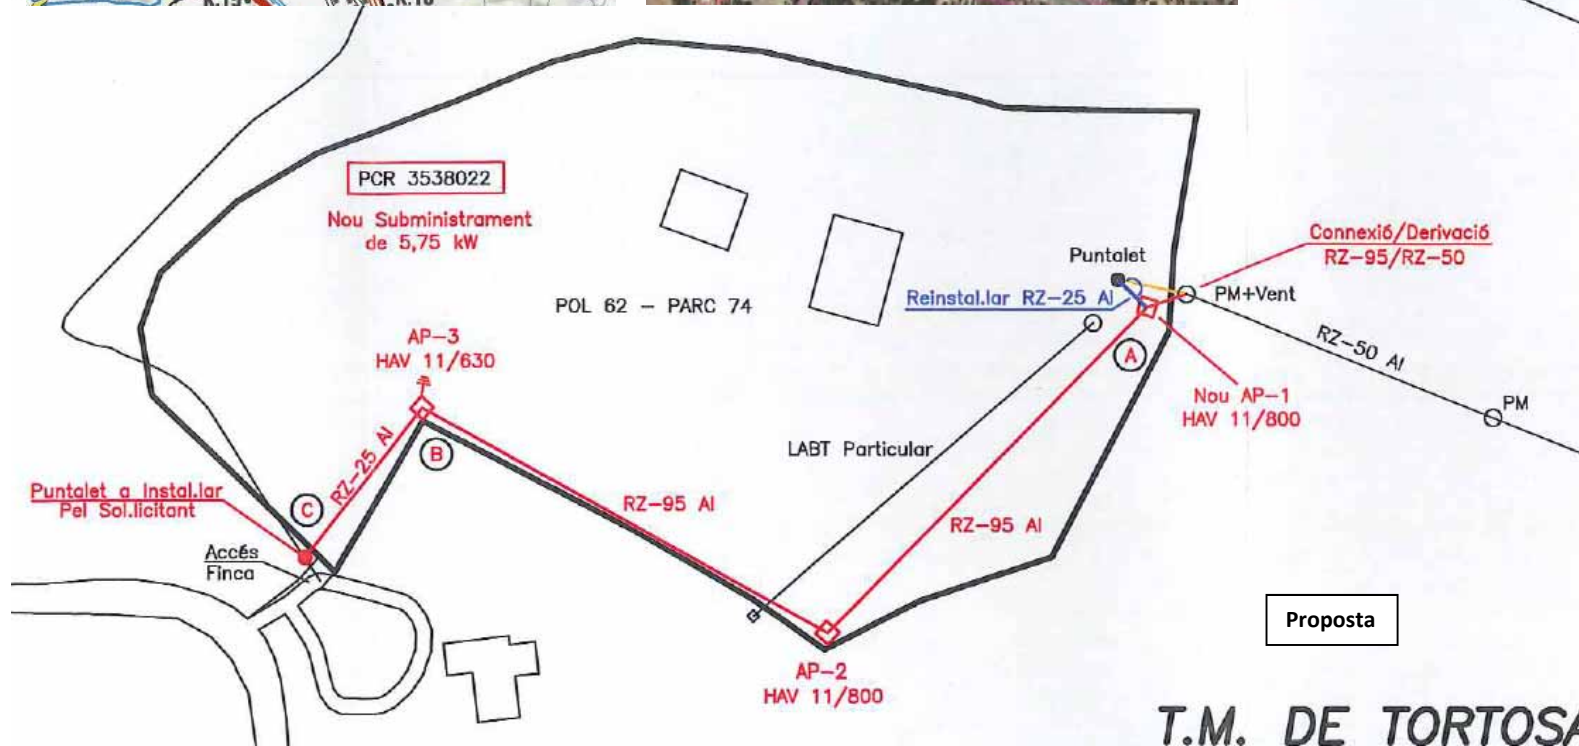 PCR 3538022
Nou Subministrament
de 5,75 kW
Connexió/Derivació
RZ-95/RZ-50
Puntalet
Reinstal.lar RZ-25 Al
PM+Vent
POL 62 - PARC 74
RZ-50 Al
AP-3
HAV 11/630
A
Nou AP-1
HAV 11/800
PM
RZ-25 Al
B
LABT Particular
Puntalet a Instal.lar
Pel Sol.licitant
C
RZ-95 Al
RZ-95 Al
Accés
Finca
Proposta
AP-2
HAV 11/800
T.M. DE TORTOSA